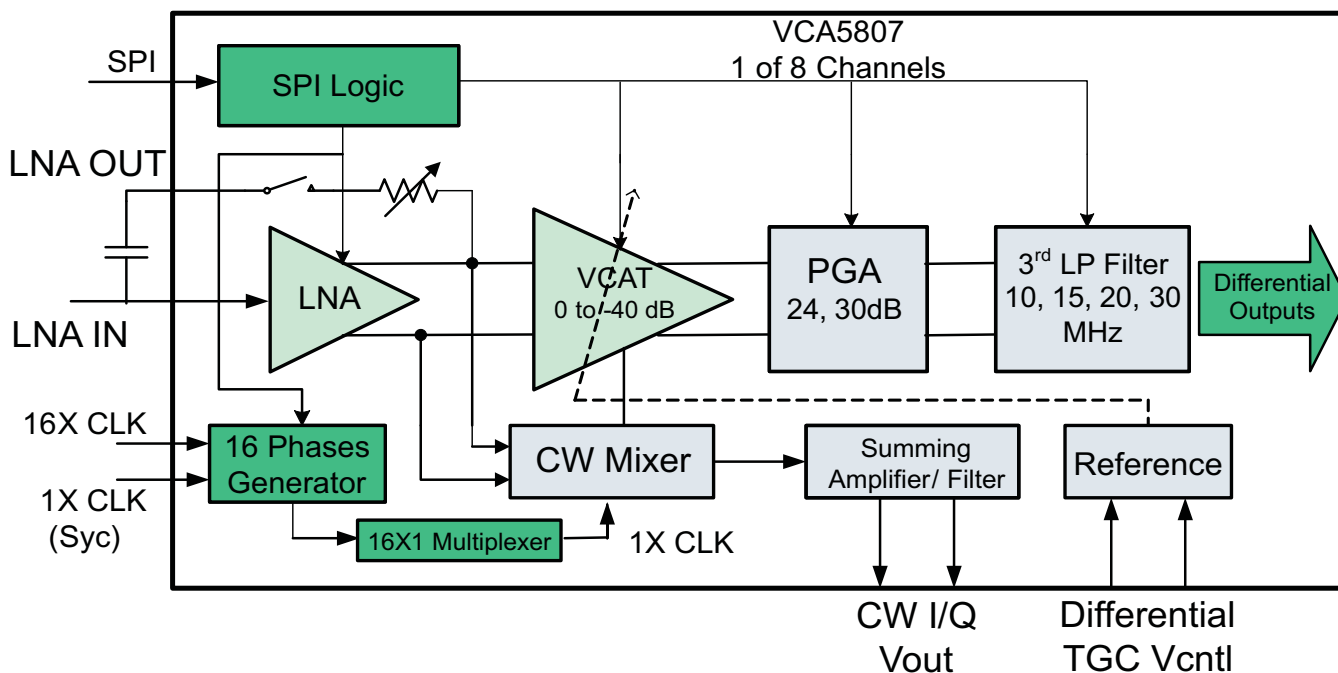 VCA5807
1 of 8 Channels
SPI
SPI Logic
LNA OUT
LNA IN
LNA
VCAT
0 to -40 dB
PGA
24, 30dB
3rd LP Filter
10, 15, 20, 30
MHz
Differential
Outputs
16X CLK
1X CLK
(Syc)
16 Phases
Generator
16X1 Multiplexer
1X CLK
CW Mixer
Summing
Amplifier/ Filter
Reference
CW I/Q
Vout
Differential
TGC Vcntl